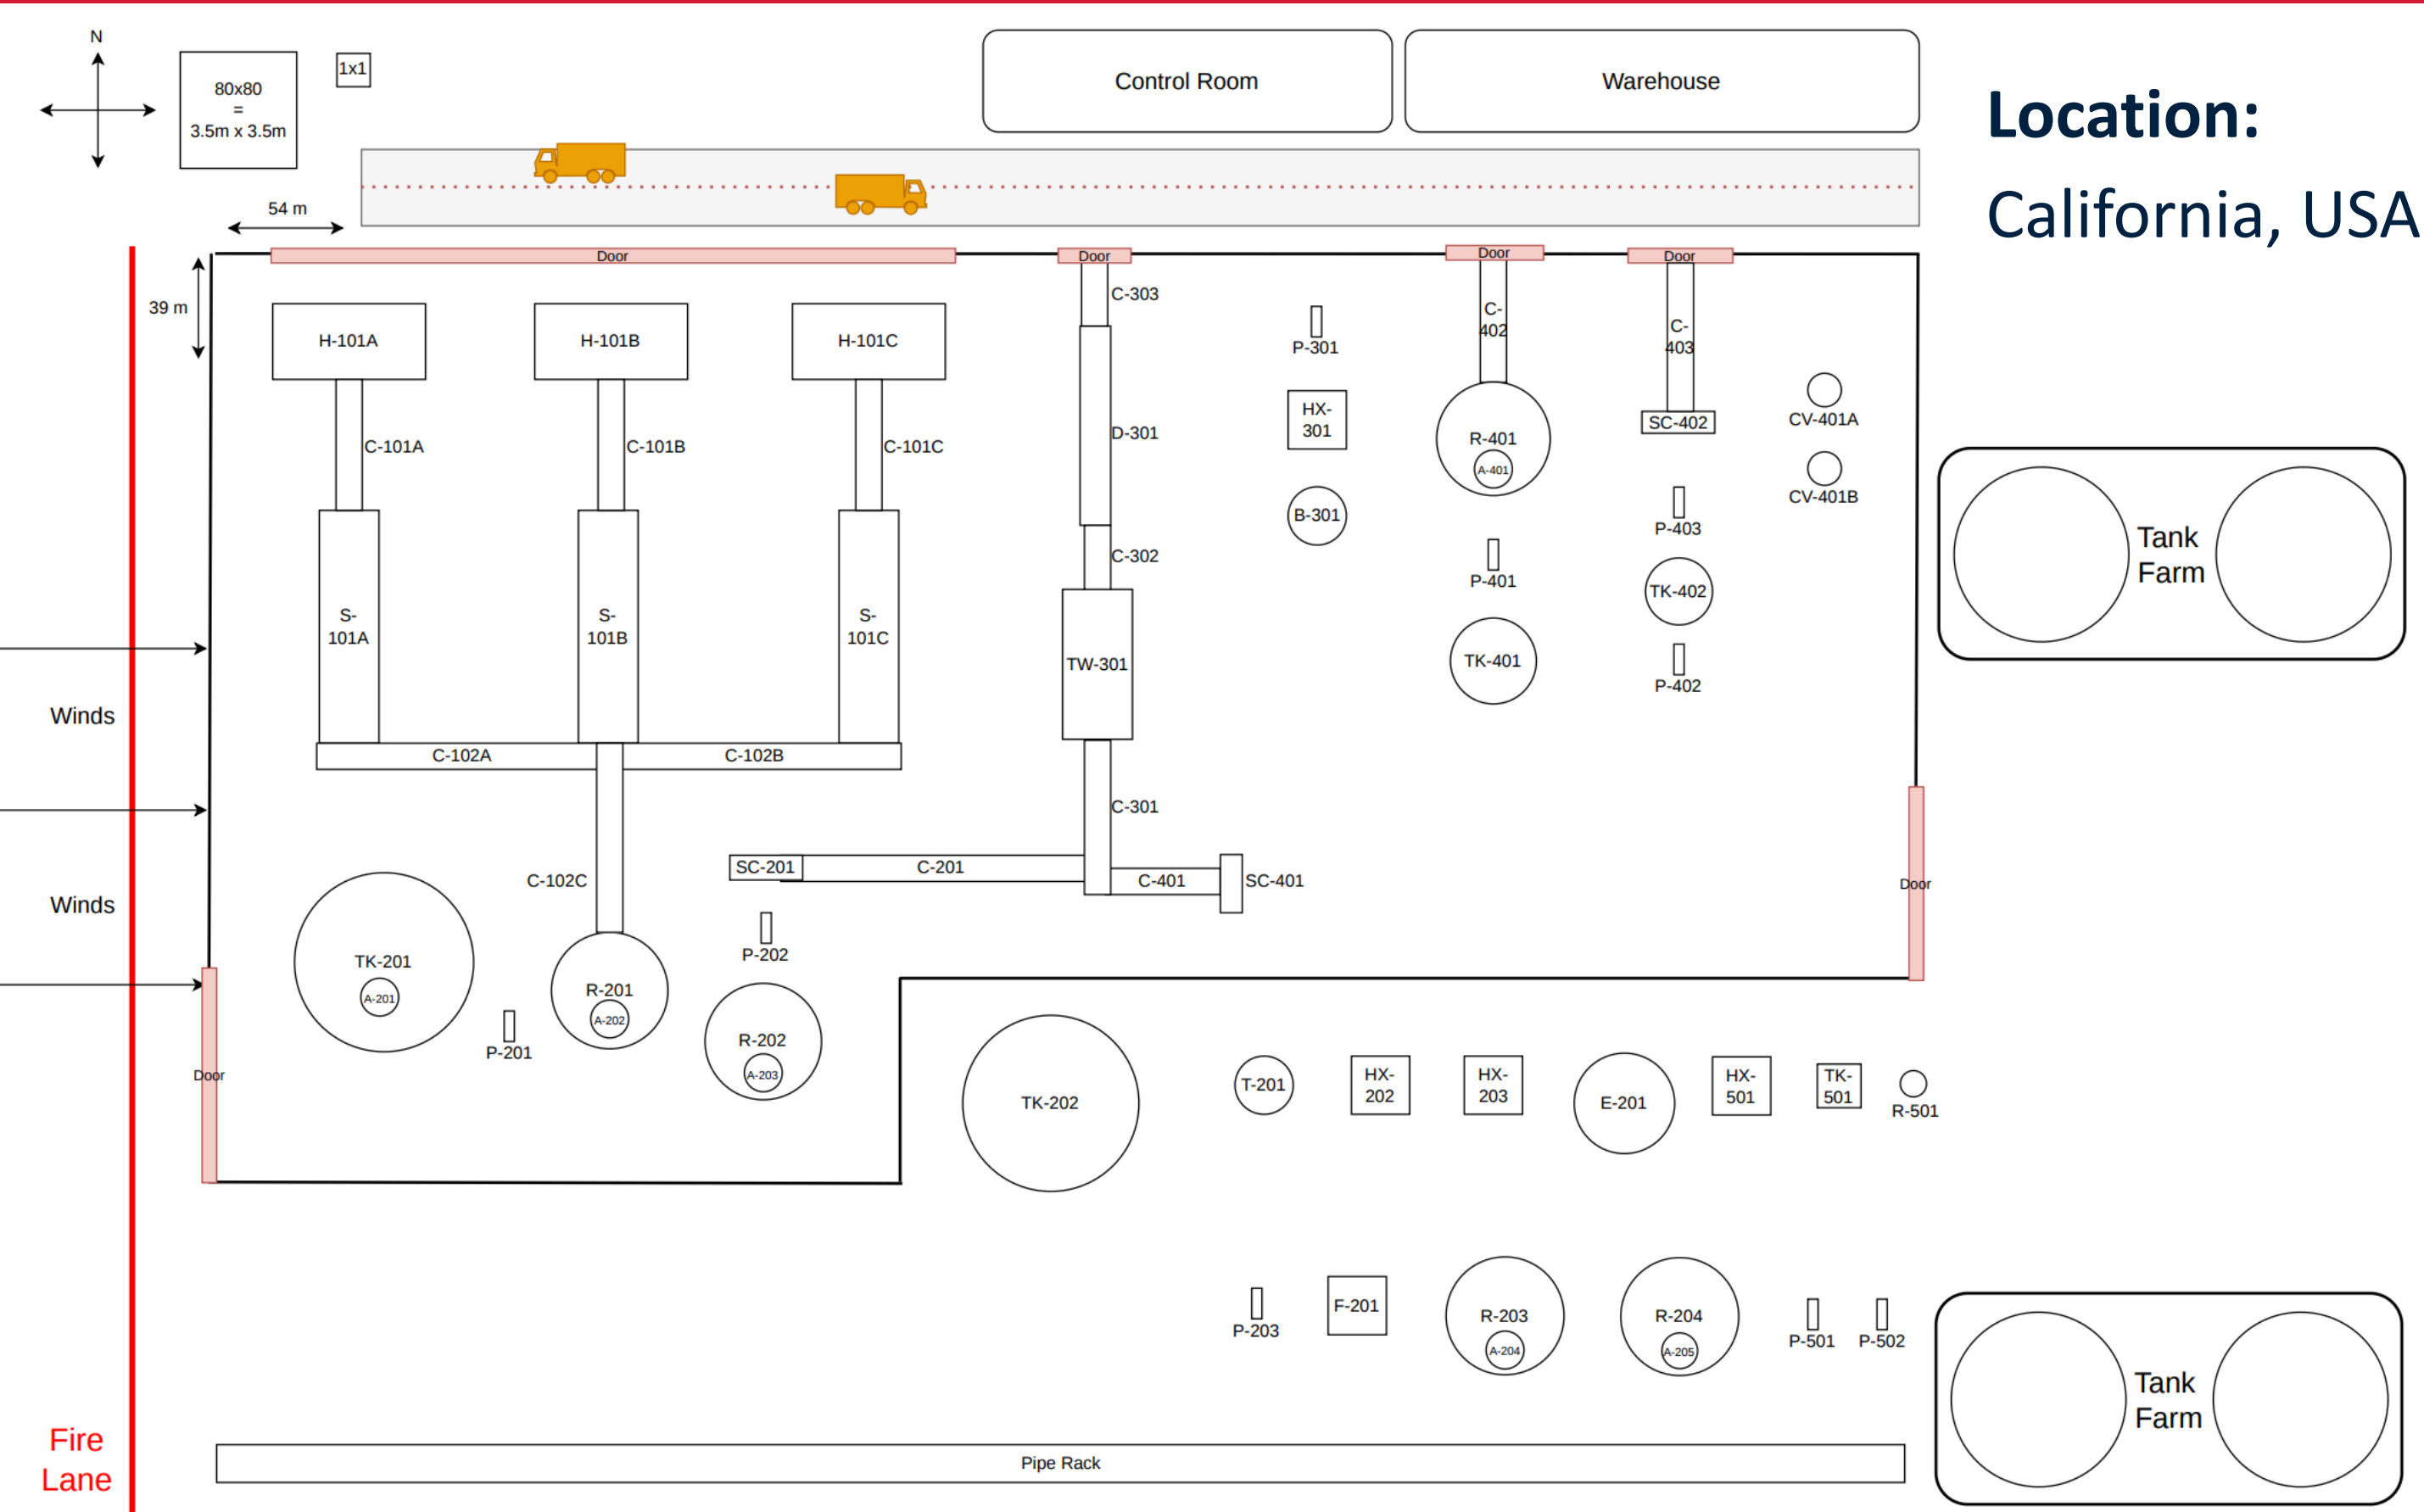 N
80x80
=
3.5m x 3.5m
1x1
Control Room
Warehouse
Location:
California, USA
54 m
39 m
Door
Door
Door
Door
C-303
H-101A
H-101B
H-101C
P-301
C-
402
C-
403
HX-
301
R-401
A-401
SC-402
CV-401A
CV-401B
C-101A
C-101B
C-101C
D-301
B-301
P-403
C-302
P-401
TK-402
Tank
Farm
S-
101A
S-
101B
S-
101C
TW-301
TK-401
P-402
Winds
C-102A
C-102B
C-301
Winds
C-102C
SC-201
C-201
C-401
SC-401
Door
P-202
TK-201
A-201
R-201
A-202
P-201
R-202
A-203
Door
TK-202
T-201
HX-
202
HX-
203
E-201
HX-
501
TK-
501
R-501
P-203
F-201
R-203
A-204
R-204
A-205
P-501
P-502
Tank
Farm
Fire
Lane
Pipe Rack